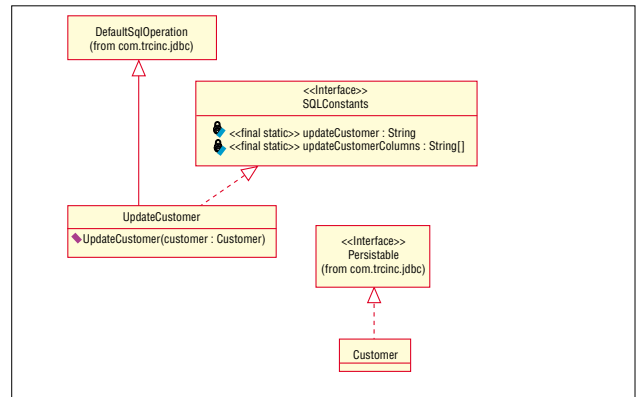 DefaultSqlOperation
(from com.trcinc.jdbc)
<<Interface>>
SQLConstants
<<final static>> updateCustomer : String
<<final static>> updateCustomerColumns : String[]
UpdateCustomer
UpdateCustomer(customer : Customer)
<<Interface>>
Persistable
(from com.trcinc.jdbc)
Customer